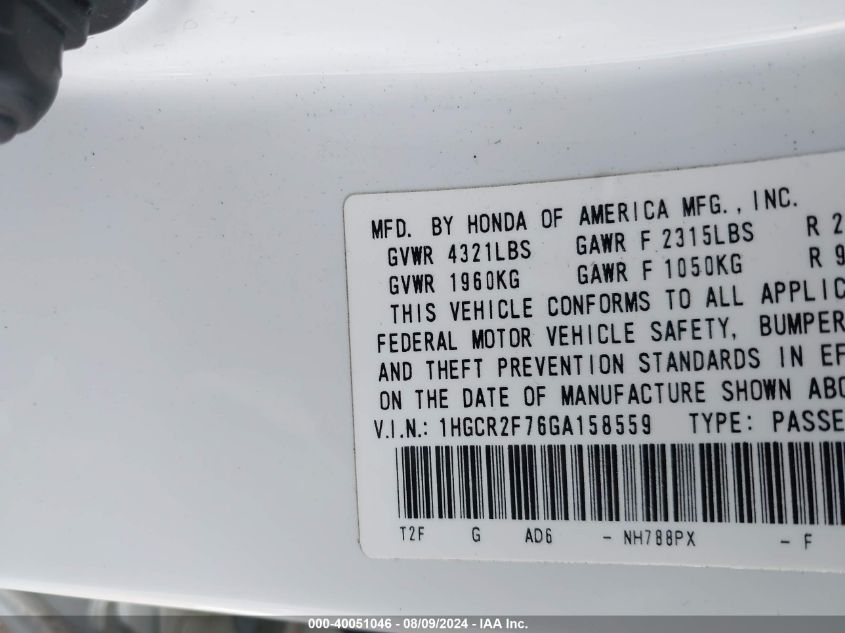 MFD. BY HONDA OF AMERICA MFG., INC.
GVWR 4321LBS GAWR F 2315LBS R 2
GVWR 1960KG GAWR F 1050KG R 9
THIS VEHICLE CONFORMS TO ALL APPLIC
FEDERAL MOTOR VEHICLE SAFETY, BUMPER
AND THEFT PREVENTION STANDARDS IN EF
ON THE DATE OF MANUFACTURE SHOWN ABO
V.I.N.: 1HGCR2F76GA158559 TYPE: PASSE
T2F G AD6 - NH788PX - F
000-40051046 - 08/09/2024 - IAA Inc.